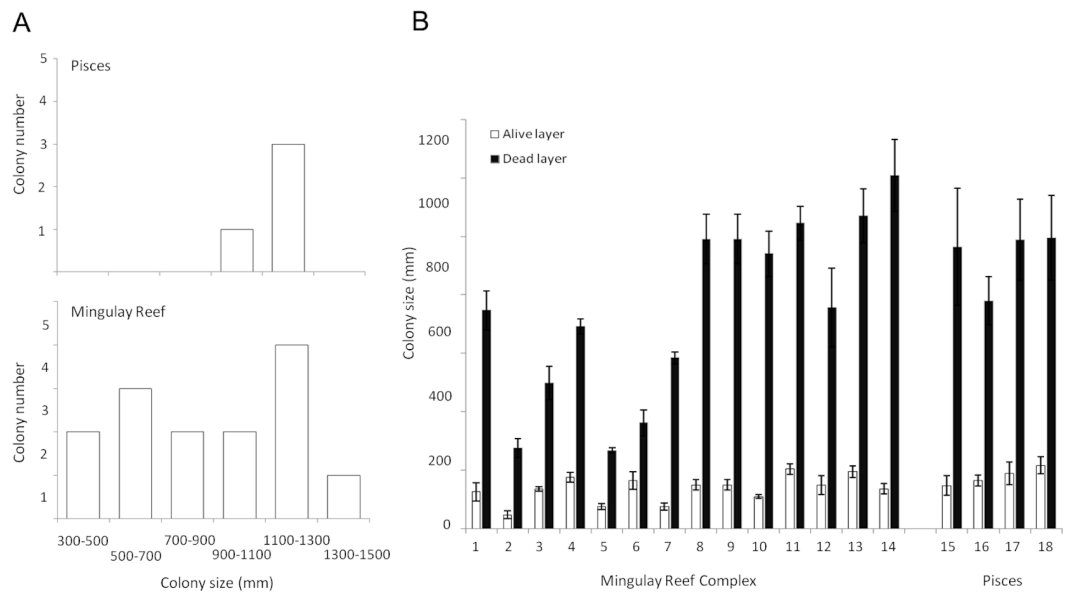 A
Pisces
5
4
3
2
1
Colony number
Mingulay Reef
5
4
3
2
1
Colony number
300-500 700-900 1100-1300
500-700 900-1100 1300-1500
Colony size (mm)
B
Alive layer
Dead layer
1200
1000
800
600
400
200
0
Colony size (mm)
1 2 3 4 5 6 7 8 9 10 11 12 13 14 15 16 17 18
Mingulay Reef Complex Pisces